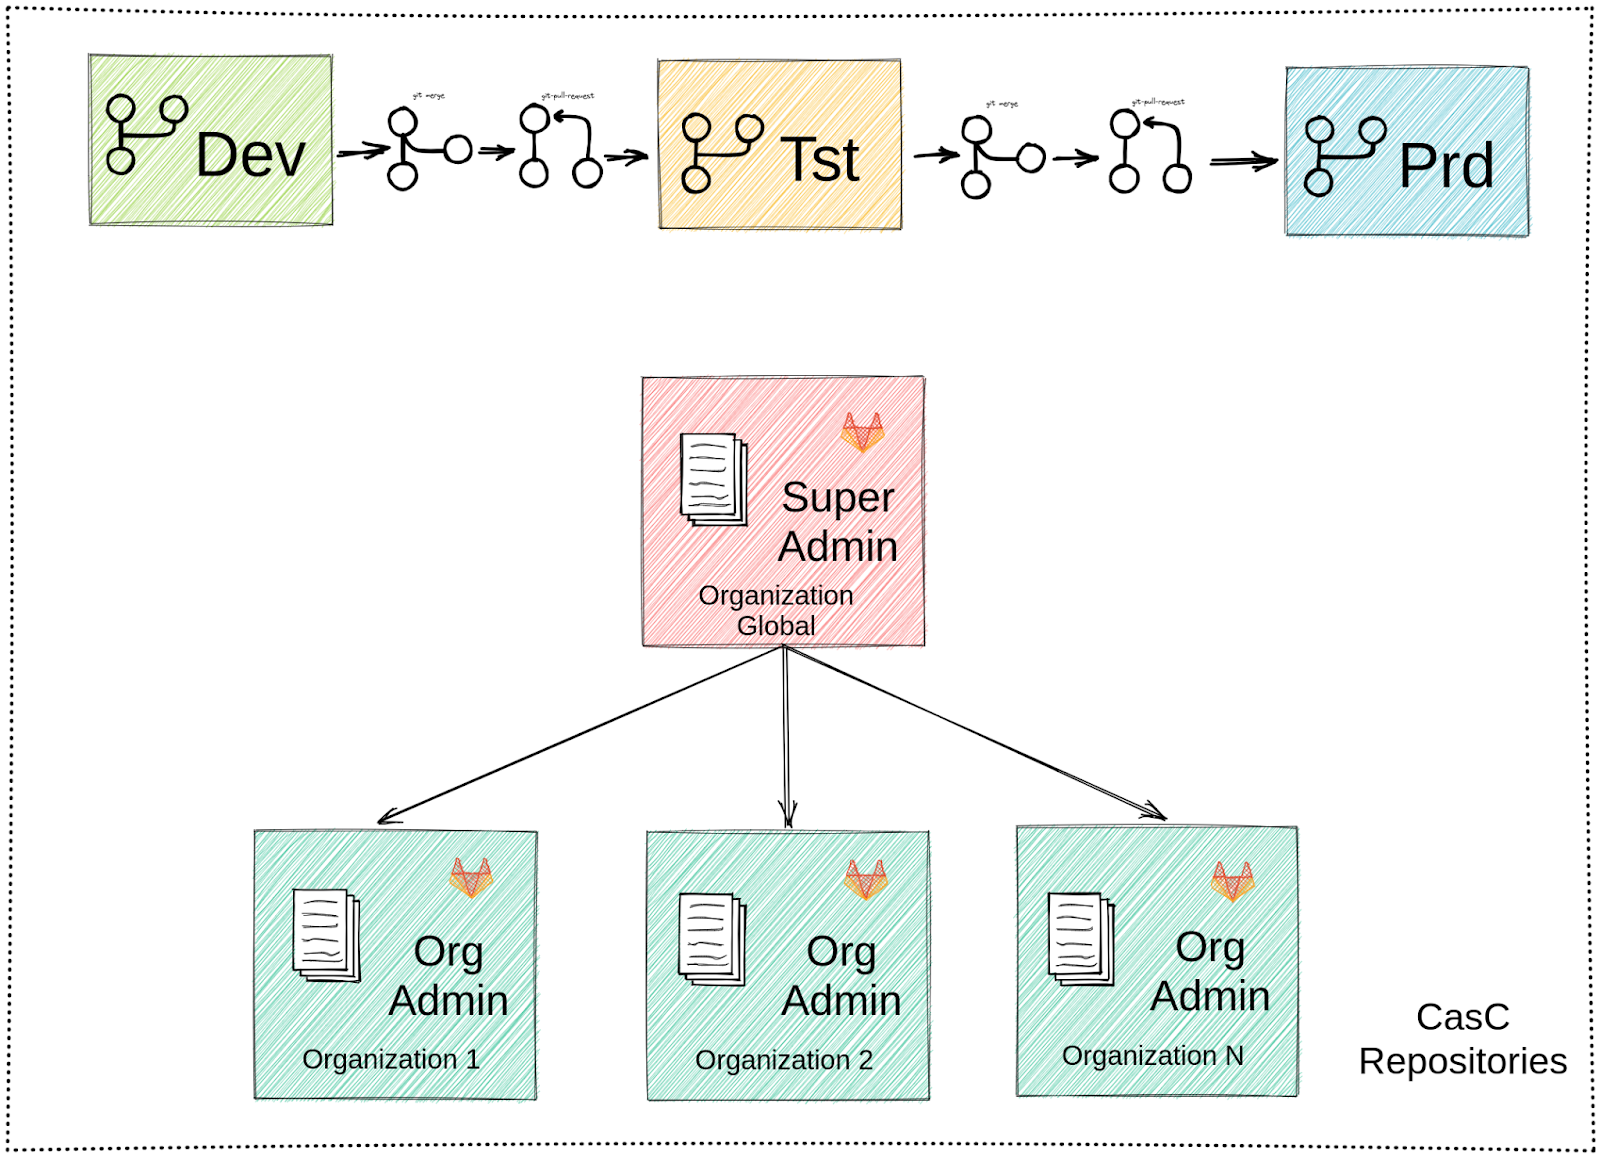 git merge
git-pull-request
git merge
git-pull-request
Dev
Tst
Prd
Super
Admin
Organization
Global
Org
Admin
Organization 1
Org
Admin
Organization 2
Org
Admin
Organization N
CasC
Repositories